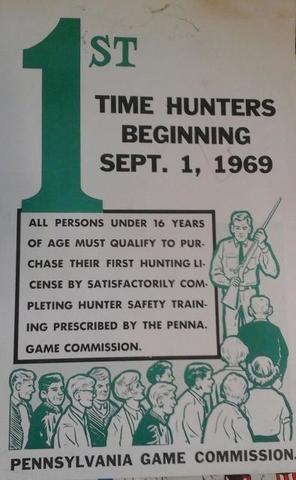 1ST
TIME HUNTERS
BEGINNING
SEPT. 1, 1969
ALL PERSONS UNDER 16 YEARS
OF AGE MUST QUALIFY TO PUR-
CHASE THEIR FIRST HUNTING LI-
CENSE BY SATISFACTORILY COM-
PLETING HUNTER SAFETY TRAIN-
ING PRESCRIBED BY THE PENNA.
GAME COMMISSION.
PENNSYLVANIA GAME COMMISSION.